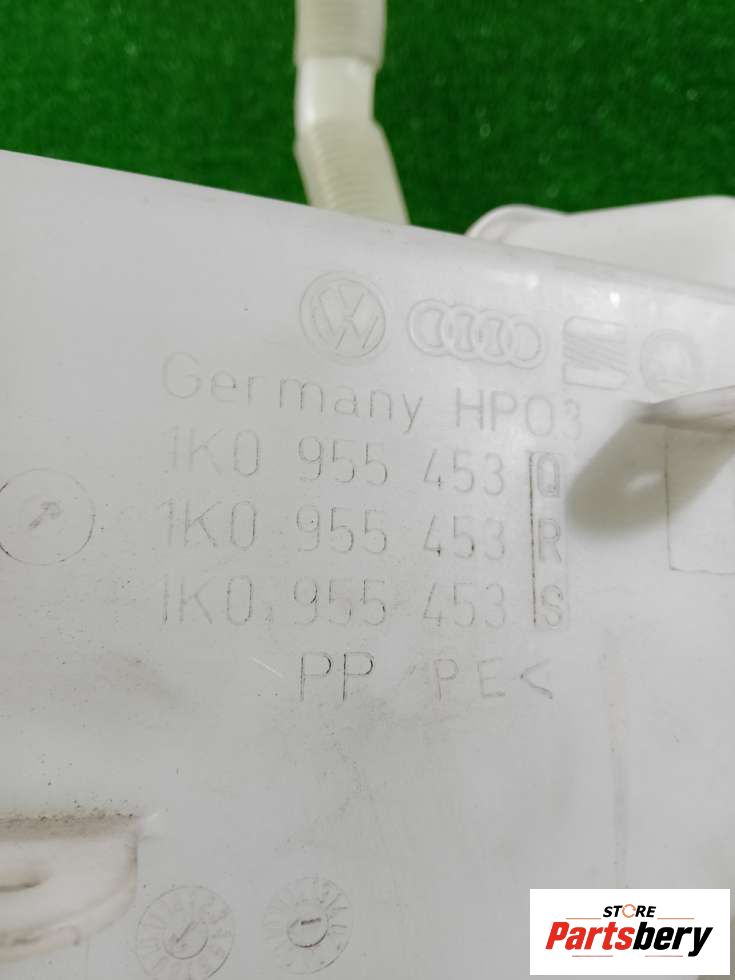 Germany HP03
1K0 955 453 Q
1K0 955 453 R
1K0 955 453 S
PP PE<
STORE
Partsbery